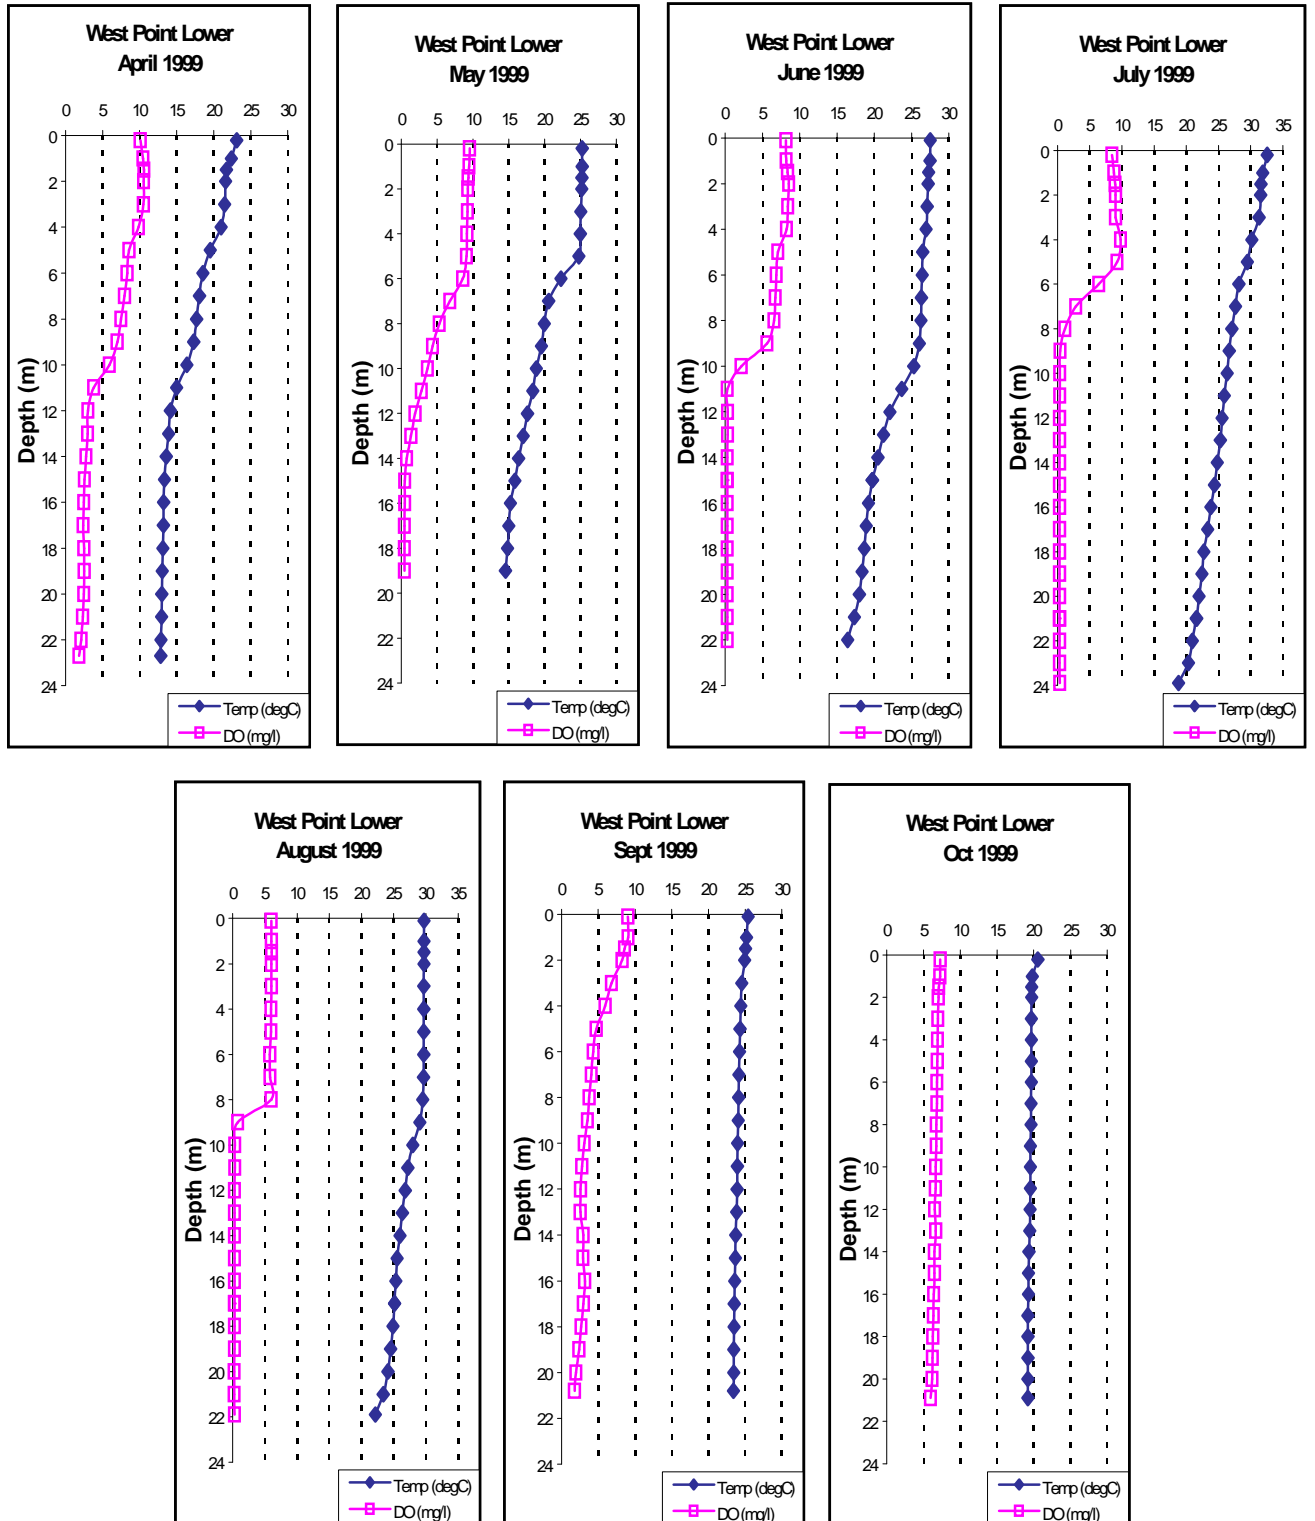 West Point Lower
April 1999
0 5 10 15 20 25 30
0
2
4
6
8
10
12
14
16
18
20
22
24
Depth (m)
Temp (degC)
DO (mg/l)
West Point Lower
May 1999
0 5 10 15 20 25 30
0
2
4
6
8
10
12
14
16
18
20
22
24
Depth (m)
Temp (degC)
DO (mg/l)
West Point Lower
June 1999
0 5 10 15 20 25 30
0
2
4
6
8
10
12
14
16
18
20
22
24
Depth (m)
Temp (degC)
DO (mg/l)
West Point Lower
July 1999
0 5 10 15 20 25 30 35
0
2
4
6
8
10
12
14
16
18
20
22
24
Depth (m)
Temp (degC)
DO (mg/l)
West Point Lower
August 1999
0 5 10 15 20 25 30 35
0
2
4
6
8
10
12
14
16
18
20
22
24
Depth (m)
Temp (degC)
DO (mg/l)
West Point Lower
Sept 1999
0 5 10 15 20 25 30
0
2
4
6
8
10
12
14
16
18
20
22
24
Depth (m)
Temp (degC)
DO (mg/l)
West Point Lower
Oct 1999
0 5 10 15 20 25 30
0
2
4
6
8
10
12
14
16
18
20
22
24
Depth (m)
Temp (degC)
DO (mg/l)